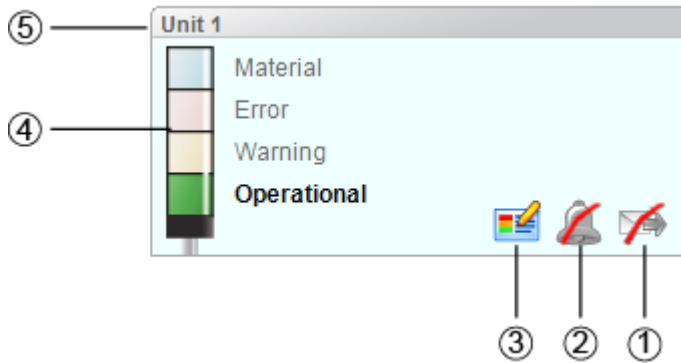 ⑤ Unit 1
Material
Error
④ Warning
Operational
③ ② ①